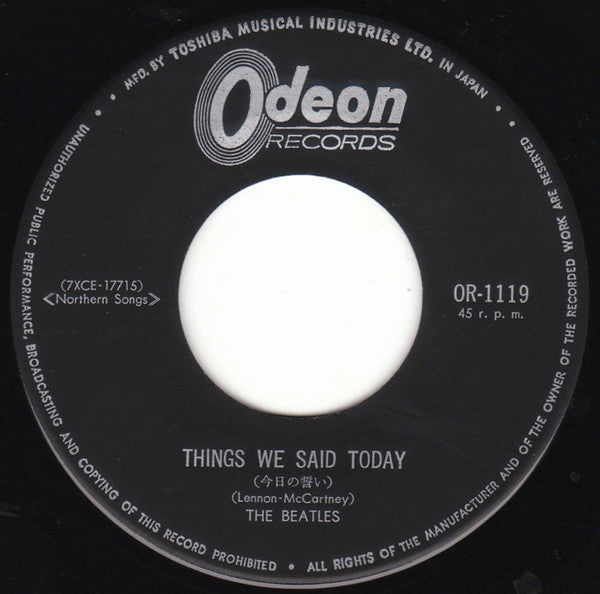 • MFD. BY TOSHIBA MUSICAL INDUSTRIES LTD. IN JAPAN •
Odeon
RECORDS
(7XCE-17715)
≪Northern Songs≫
OR-1119
45 r. p. m.
THINGS WE SAID TODAY
(今日の誓い)
(Lennon-McCartney)
THE BEATLES
• UNAUTHORIZED PUBLIC PERFORMANCE, BROADCASTING AND COPYING OF THIS RECORD PROHIBITED • ALL RIGHTS OF THE MANUFACTURER AND OF THE OWNER OF THE RECORDED WORK ARE RESERVED •